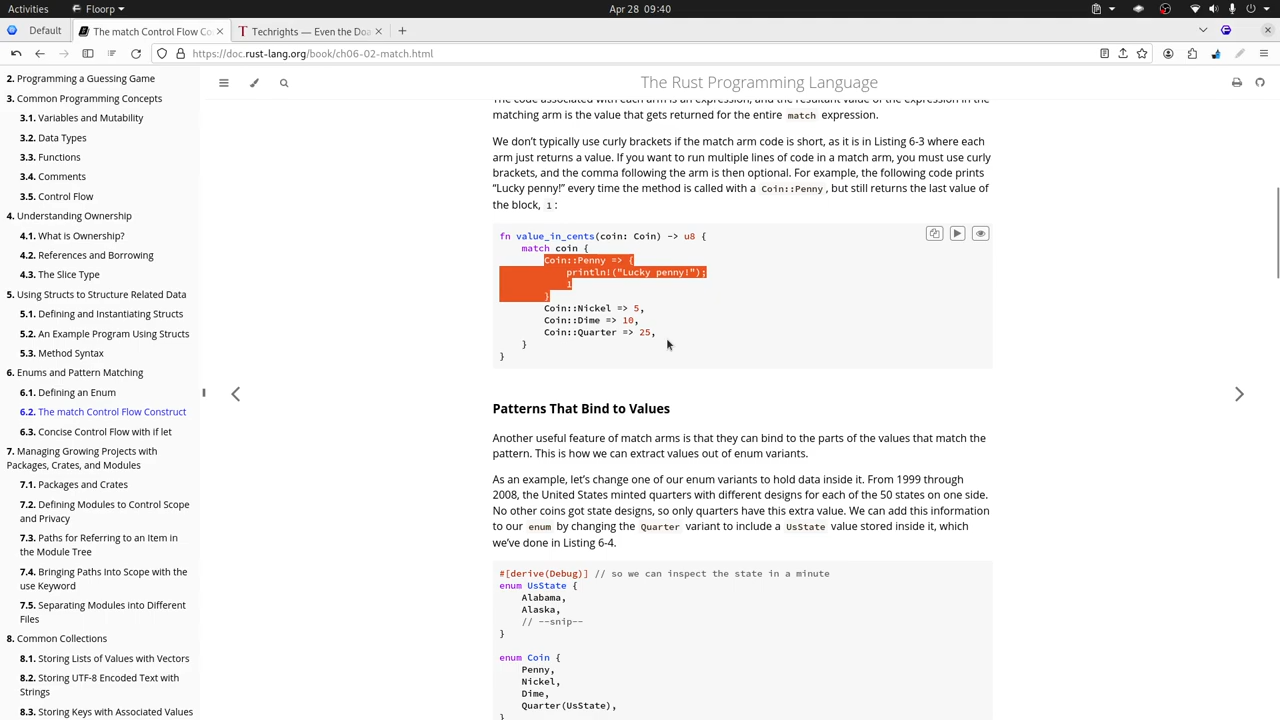 Activities
Floorp
Apr 28 09:40
Default
The match Control Flow Co
Techrights — Even the Doa
https://doc.rust-lang.org/book/ch06-02-match.html
2. Programming a Guessing Game
3. Common Programming Concepts
3.1. Variables and Mutability
3.2. Data Types
3.3. Functions
3.4. Comments
3.5. Control Flow
4. Understanding Ownership
4.1. What is Ownership?
4.2. References and Borrowing
4.3. The Slice Type
5. Using Structs to Structure Related Data
5.1. Defining and Instantiating Structs
5.2. An Example Program Using Structs
5.3. Method Syntax
6. Enums and Pattern Matching
6.1. Defining an Enum
6.2. The match Control Flow Construct
6.3. Concise Control Flow with if let
7. Managing Growing Projects with
Packages, Crates, and Modules
7.1. Packages and Crates
7.2. Defining Modules to Control Scope
and Privacy
7.3. Paths for Referring to an Item in
the Module Tree
7.4. Bringing Paths Into Scope with the
use Keyword
7.5. Separating Modules into Different
Files
8. Common Collections
8.1. Storing Lists of Values with Vectors
8.2. Storing UTF-8 Encoded Text with
Strings
8.3. Storing Keys with Associated Values
The Rust Programming Language
The code associated with each arm is an expression, and the resultant value of the expression in the
matching arm is the value that gets returned for the entire match expression.
We don’t typically use curly brackets if the match arm code is short, as it is in Listing 6-3 where each
arm just returns a value. If you want to run multiple lines of code in a match arm, you must use curly
brackets, and the comma following the arm is then optional. For example, the following code prints
“Lucky penny!” every time the method is called with a Coin::Penny, but still returns the last value of
the block, 1:
fn value_in_cents(coin: Coin) -> u8 {
    match coin {
        Coin::Penny => {
            println!("Lucky penny!");
            1
        }
        Coin::Nickel => 5,
        Coin::Dime => 10,
        Coin::Quarter => 25,
    }
}
Patterns That Bind to Values
Another useful feature of match arms is that they can bind to the parts of the values that match the
pattern. This is how we can extract values out of enum variants.
As an example, let’s change one of our enum variants to hold data inside it. From 1999 through
2008, the United States minted quarters with different designs for each of the 50 states on one side.
No other coins got state designs, so only quarters have this extra value. We can add this information
to our enum by changing the Quarter variant to include a UsState value stored inside it, which
we’ve done in Listing 6-4.
#[derive(Debug)] // so we can inspect the state in a minute
enum UsState {
    Alabama,
    Alaska,
    // --snip--
}
enum Coin {
    Penny,
    Nickel,
    Dime,
    Quarter(UsState),
}